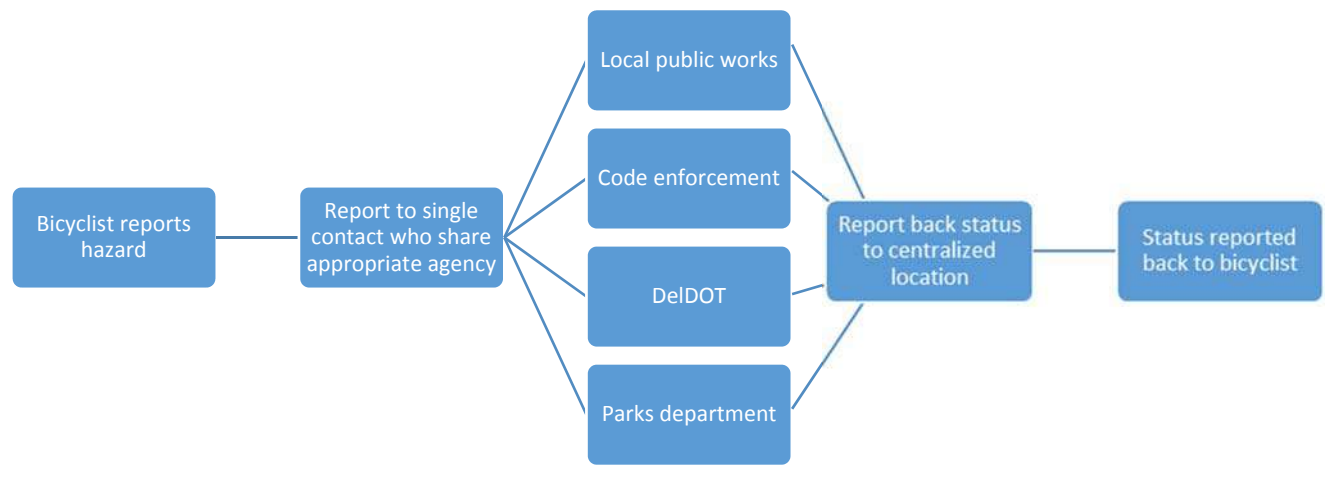 Bicyclist reports
hazard
Report to single
contact who share
appropriate agency
Local public works
Code enforcement
DelDOT
Parks department
Report back status
to centralized
location
Status reported
back to bicyclist